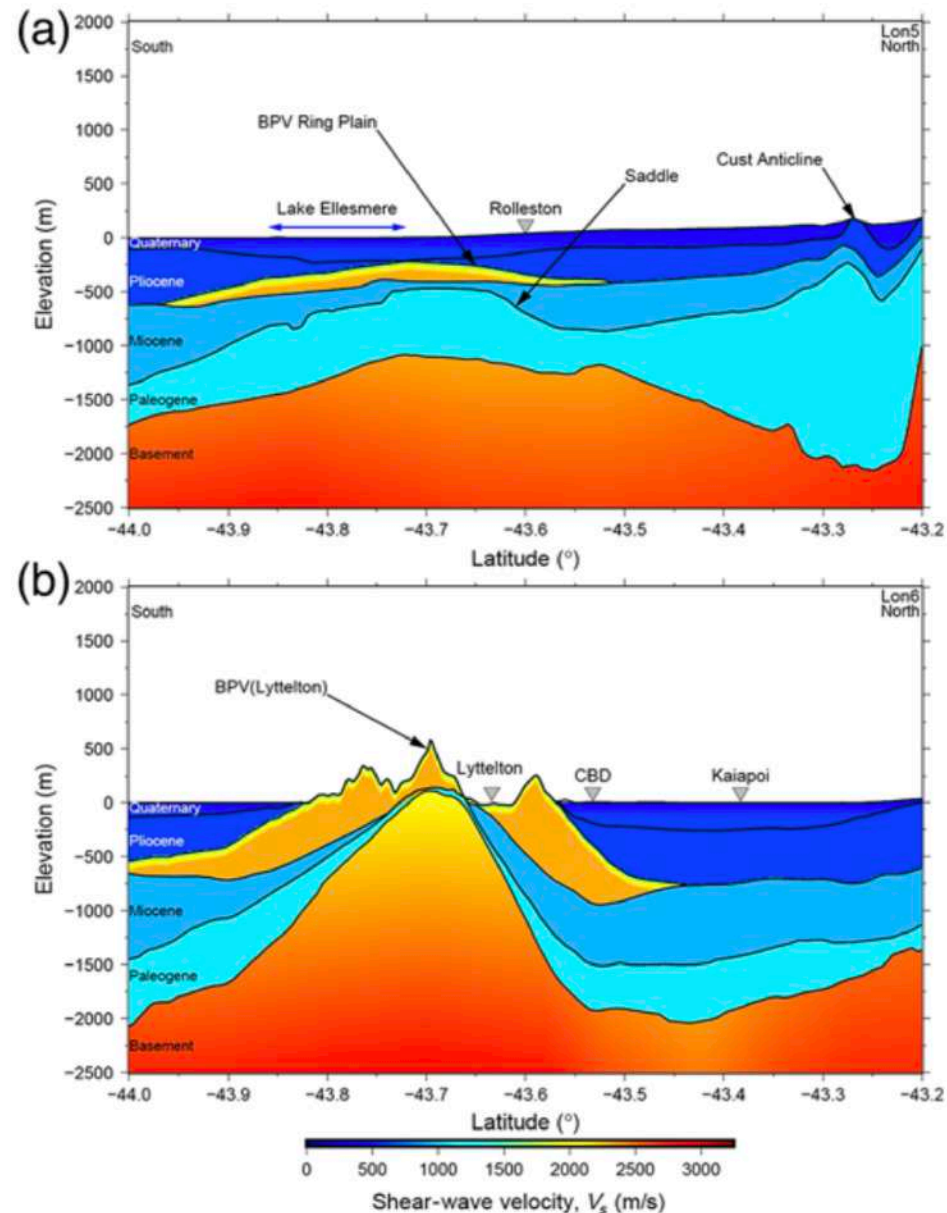 (a)
2000
1500
1000
500
0
−500
−1000
−1500
−2000
−2500
Elevation (m)
South
Lon5
North
BPV Ring Plain
Cust Anticline
Saddle
Lake Ellesmere
Rolleston
Quaternary
Pliocene
Miocene
Paleogene
Basement
−44.0 −43.9 −43.8 −43.7 −43.6 −43.5 −43.4 −43.3 −43.2
Latitude (°)
(b)
2000
1500
1000
500
0
−500
−1000
−1500
−2000
−2500
Elevation (m)
South
Lon6
North
BPV(Lyttelton)
Lyttelton
CBD
Kaiapoi
Quaternary
Pliocene
Miocene
Paleogene
Basement
−44.0 −43.9 −43.8 −43.7 −43.6 −43.5 −43.4 −43.3 −43.2
Latitude (°)
0 500 1000 1500 2000 2500 3000
Shear-wave velocity, Vs (m/s)